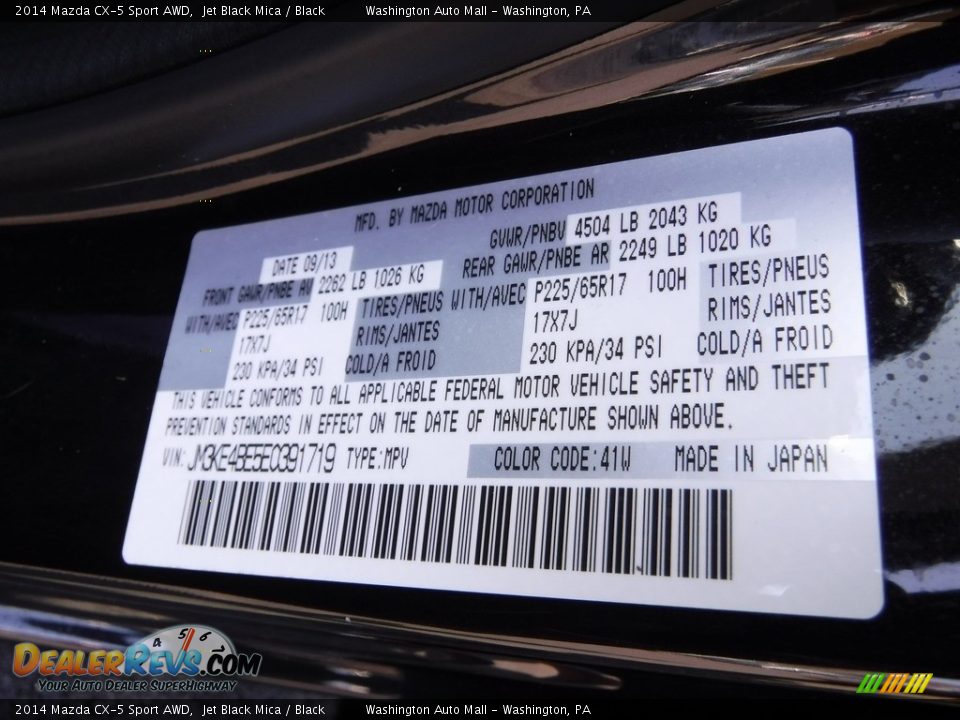 2014 Mazda CX-5 Sport AWD, Jet Black Mica / Black Washington Auto Mall - Washington, PA
MFD. BY MAZDA MOTOR CORPORATION
DATE 09/13 GVWR/PNBV 4504 LB 2043 KG
FRONT GAWR/PNBE AV 2262 LB 1026 KG REAR GAWR/PNBE AR 2249 LB 1020 KG
WITH/AVEC P225/65R17 100H TIRES/PNEUS WITH/AVEC P225/65R17 100H TIRES/PNEUS
17X7J RIMS/JANTES 17X7J RIMS/JANTES
230 KPA/34 PSI COLD/A FROID 230 KPA/34 PSI COLD/A FROID
THIS VEHICLE CONFORMS TO ALL APPLICABLE FEDERAL MOTOR VEHICLE SAFETY AND THEFT
PREVENTION STANDARDS IN EFFECT ON THE DATE OF MANUFACTURE SHOWN ABOVE.
VIN: JM3KE4BE5E0391719 TYPE:MPV COLOR CODE:41W MADE IN JAPAN
4 5 6
DEALERREVS.COM
YOUR AUTO DEALER SUPERHIGHWAY
2014 Mazda CX-5 Sport AWD, Jet Black Mica / Black Washington Auto Mall - Washington, PA